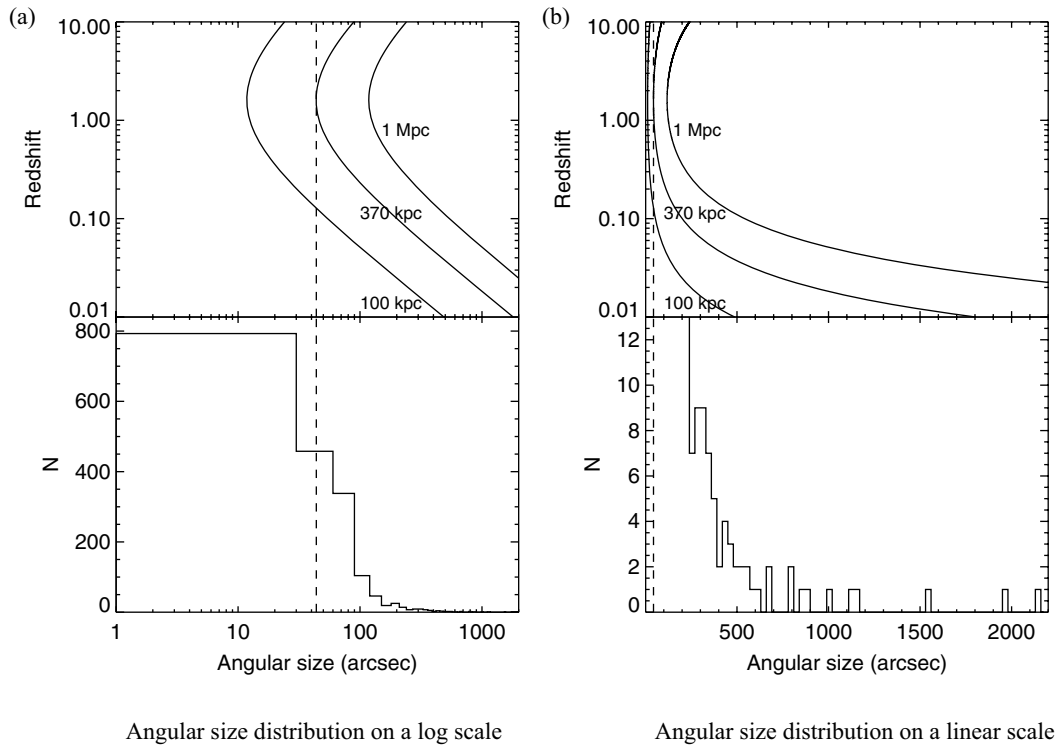 (a)
10.00
1.00
0.10
0.01
Redshift
1 Mpc
370 kpc
100 kpc
800
600
400
200
0
N
1 10 100 1000
Angular size (arcsec)
Angular size distribution on a log scale
(b)
10.00
1.00
0.10
0.01
Redshift
1 Mpc
370 kpc
100 kpc
12
10
8
6
4
2
0
N
500 1000 1500 2000
Angular size (arcsec)
Angular size distribution on a linear scale